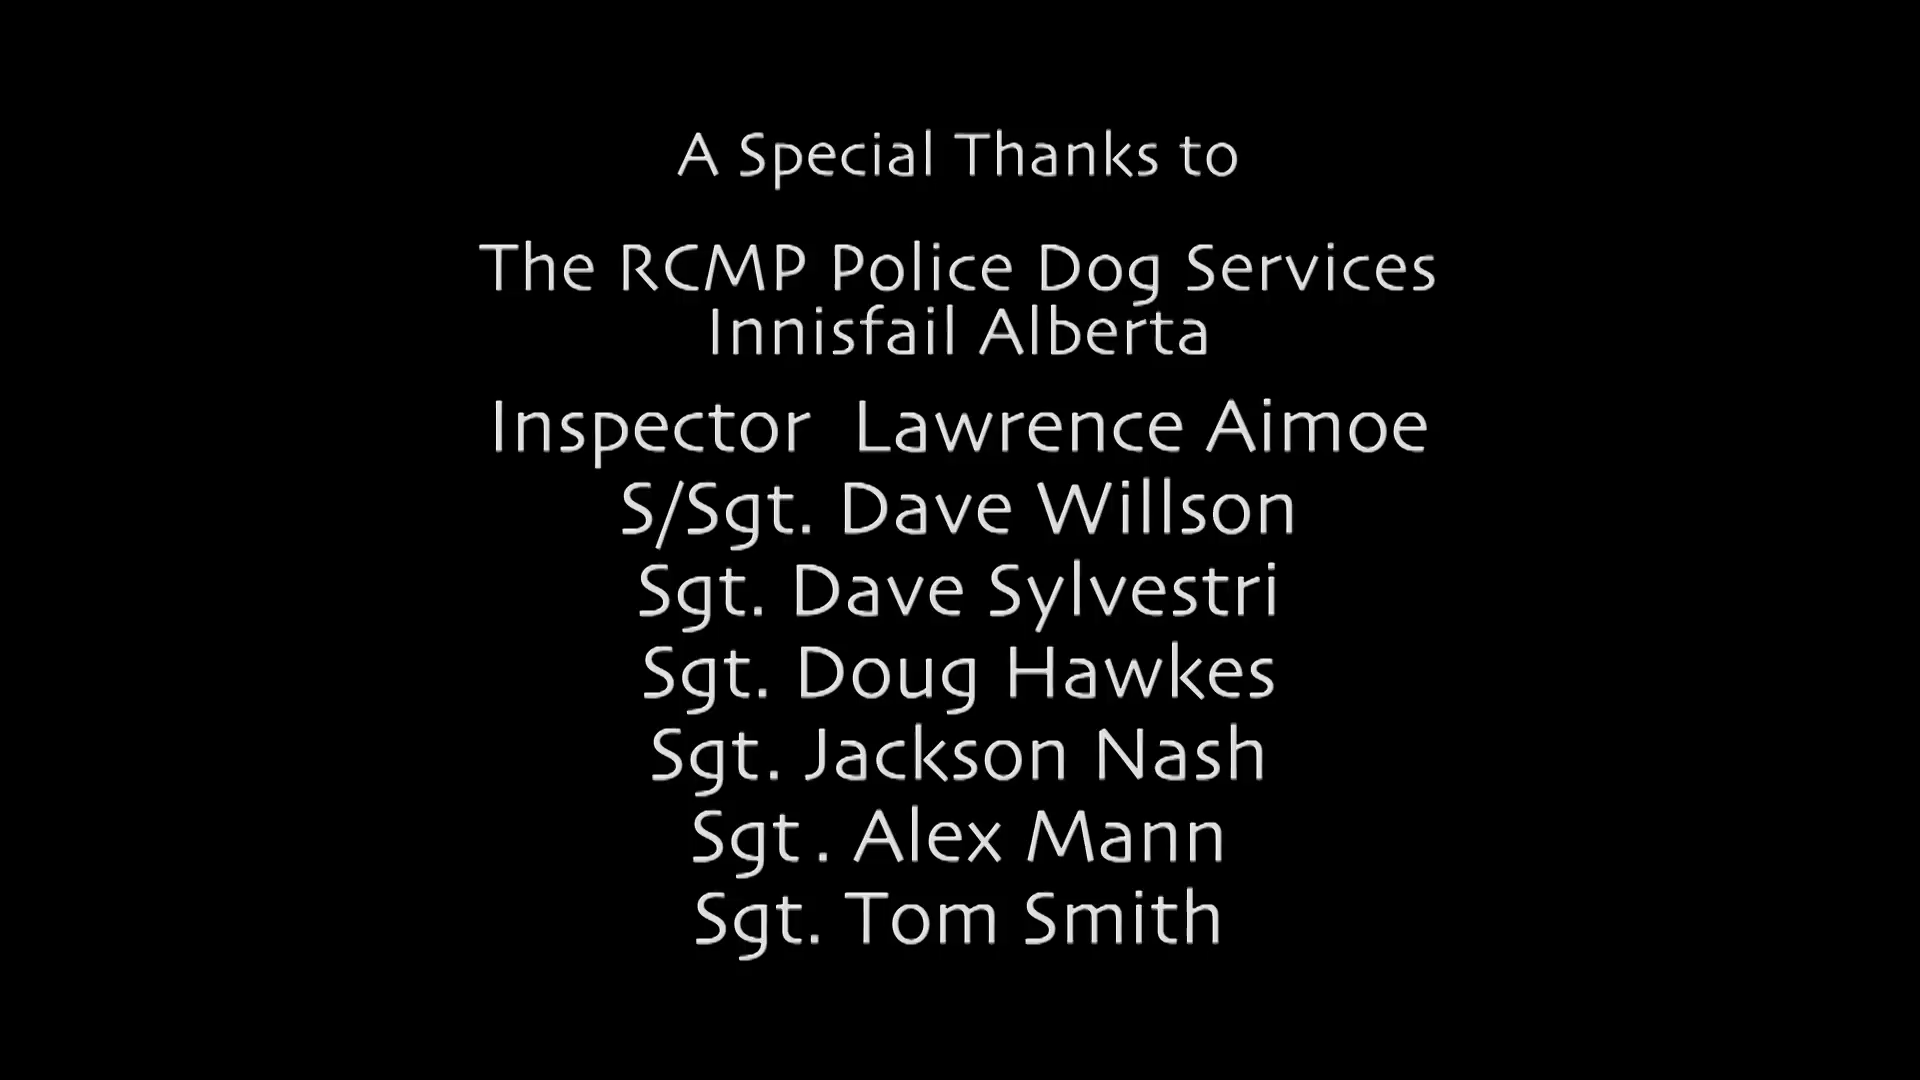 A Special Thanks to
The RCMP Police Dog Services
Innisfail Alberta
Inspector  Lawrence Aimoe
S/Sgt. Dave Willson
Sgt. Dave Sylvestri
Sgt. Doug Hawkes
Sgt. Jackson Nash
Sgt . Alex Mann
Sgt. Tom Smith